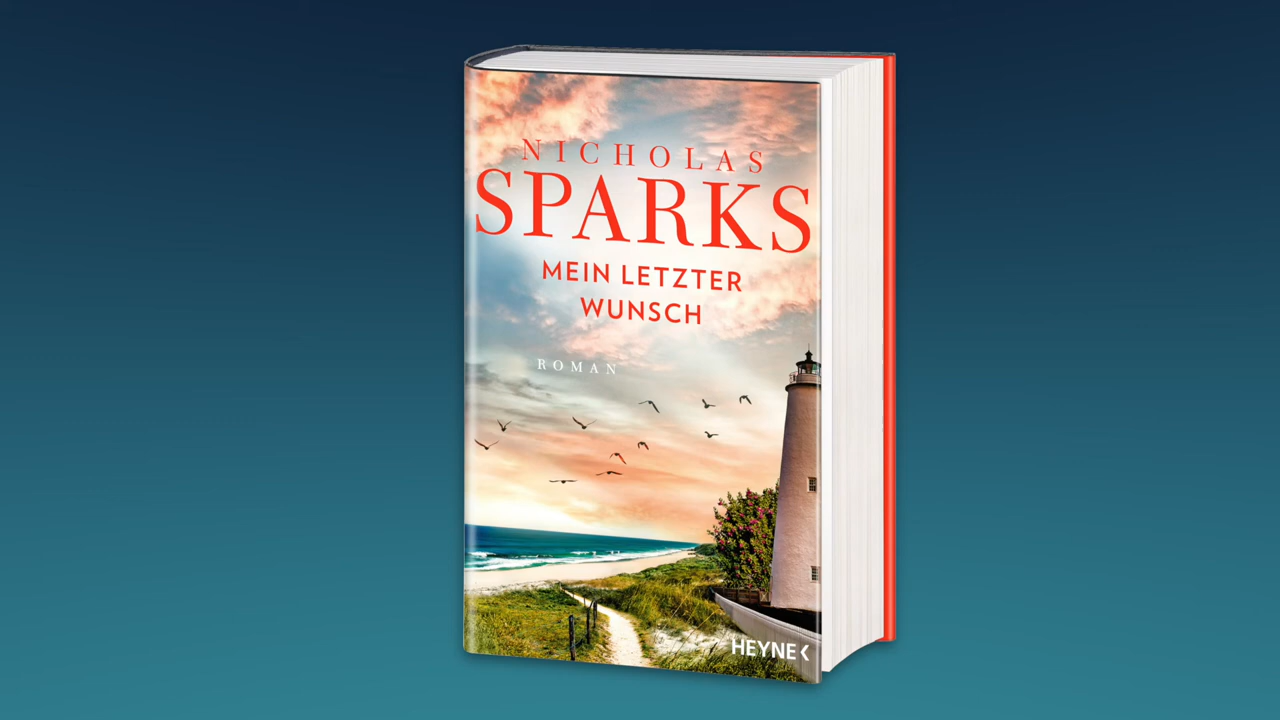 NICHOLAS
SPARKS
MEIN LETZTER
WUNSCH
ROMAN
HEYNE